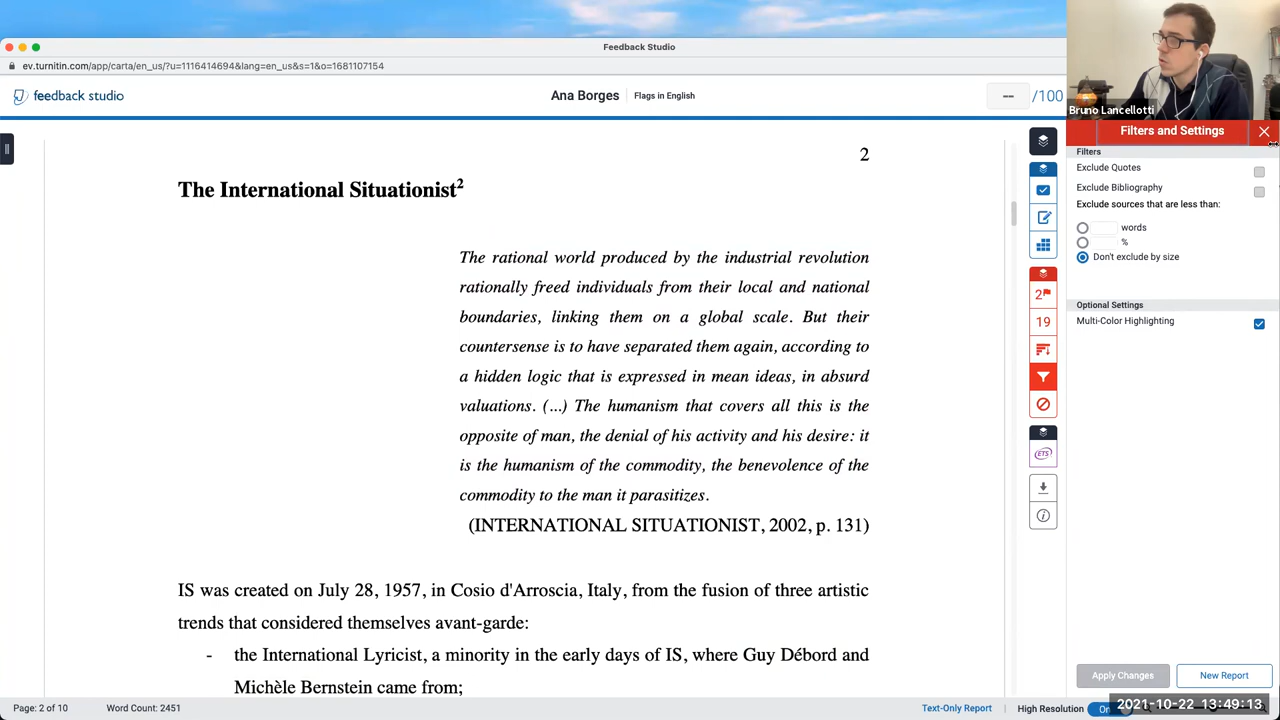 Feedback Studio
ev.turnitin.com/app/carta/en_us/?u=1116414694&lang=en_us&s=1&o=1681107154
feedback studio
Ana Borges
Flags in English
--
/100
Bruno Lancellotti
Filters and Settings
Filters
Exclude Quotes
Exclude Bibliography
Exclude sources that are less than:
words
%
Don't exclude by size
Optional Settings
Multi-Color Highlighting
2
19
ETS
2
The International Situationist²
The rational world produced by the industrial revolution
rationally freed individuals from their local and national
boundaries, linking them on a global scale. But their
countersense is to have separated them again, according to
a hidden logic that is expressed in mean ideas, in absurd
valuations. (...) The humanism that covers all this is the
opposite of man, the denial of his activity and his desire: it
is the humanism of the commodity, the benevolence of the
commodity to the man it parasitizes.
(INTERNATIONAL SITUATIONIST, 2002, p. 131)
IS was created on July 28, 1957, in Cosio d'Arroscia, Italy, from the fusion of three artistic
trends that considered themselves avant-garde:
- the International Lyricist, a minority in the early days of IS, where Guy Débord and
Michèle Bernstein came from;
Apply Changes
New Report
Page: 2 of 10
Word Count: 2451
Text-Only Report
High Resolution
On
2021-10-22 13:49:13